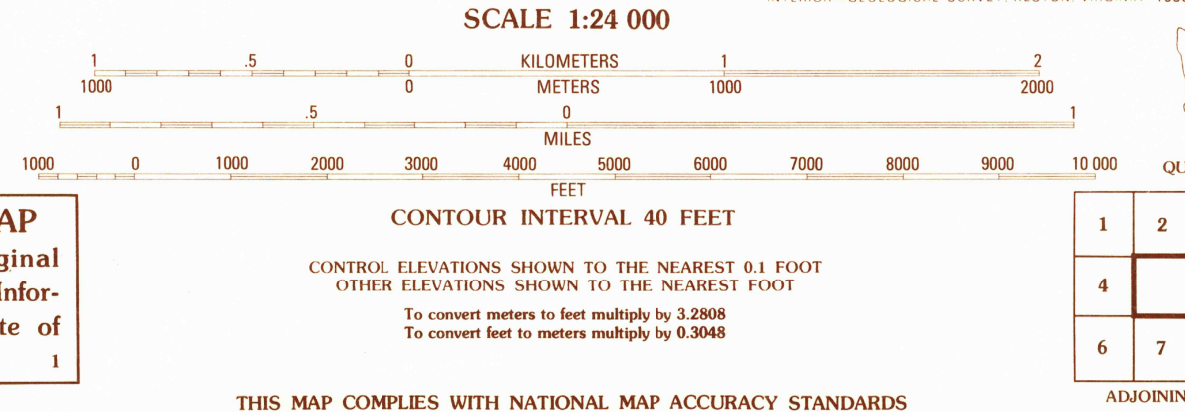 SCALE 1:24 000
1 .5 0 KILOMETERS 1 2
1000 0 METERS 1000 2000
1 .5 0 1
MILES
1000 0 1000 2000 3000 4000 5000 6000 7000 8000 9000 10 000
FEET
CONTOUR INTERVAL 40 FEET
CONTROL ELEVATIONS SHOWN TO THE NEAREST 0.1 FOOT
OTHER ELEVATIONS SHOWN TO THE NEAREST FOOT
To convert meters to feet multiply by 3.2808
To convert feet to meters multiply by 0.3048
THIS MAP COMPLIES WITH NATIONAL MAP ACCURACY STANDARDS
AP
ginal
Infor-
te of
1
QU
1 2
4
6 7
ADJOININ